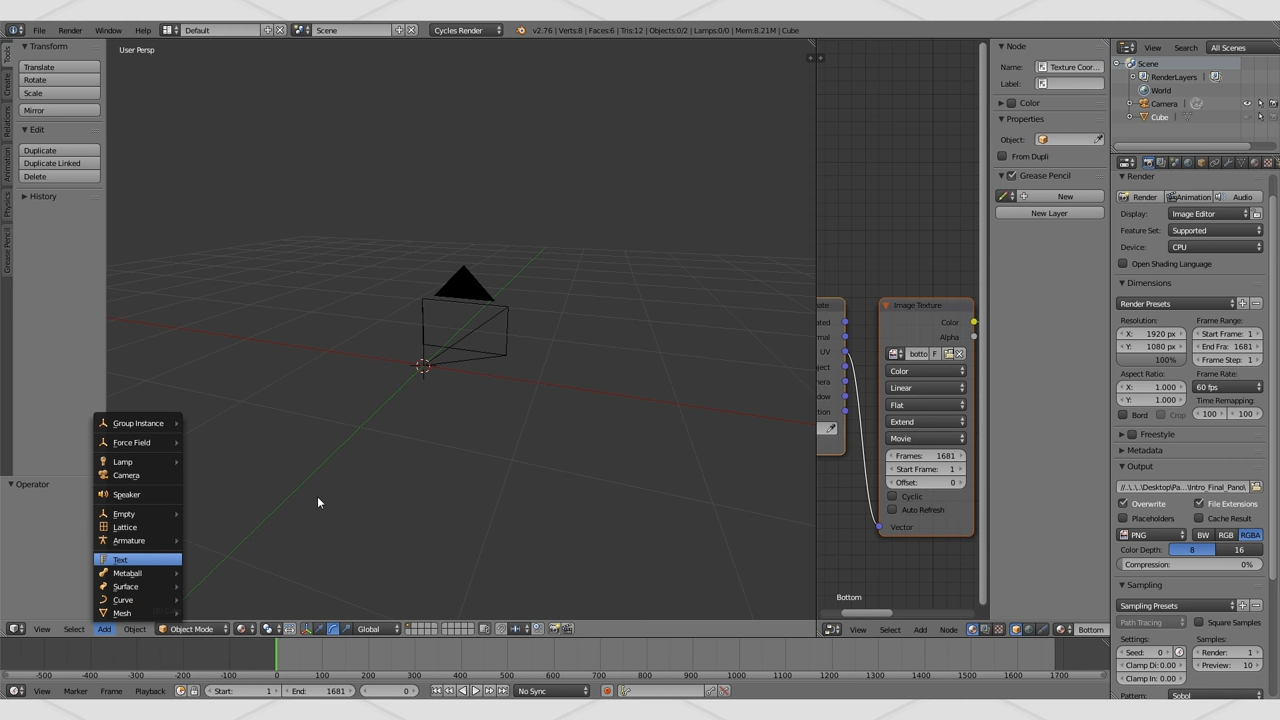 File Render Window Help Default Scene Cycles Render v2.76 | Verts:8 | Faces:6 | Tris:12 | Objects:0/2 | Lamps:0/0 | Mem:8.21M | Cube
Tools
Create
Relations
Animation
Physics
Grease Pencil
Transform
Translate
Rotate
Scale
Mirror
Edit
Duplicate
Duplicate Linked
Delete
History
Operator
User Persp
Group Instance
Force Field
Lamp
Camera
Speaker
Empty
Lattice
Armature
Text
Metaball
Surface
Curve
Mesh
View Select Add Object Object Mode Global
Image Texture
Color
Alpha
UV
botto F
Color
Linear
Flat
Extend
Movie
Frames: 1681
Start Frame: 1
Offset: 0
Cyclic
Auto Refresh
Vector
Bottom
View Select Add Node Bottom
Node
Name: Texture Coor...
Label:
Color
Properties
Object:
From Dupli
Grease Pencil
New
New Layer
View Search All Scenes
Scene
RenderLayers
World
Camera
Cube
Render
Render Animation Audio
Display: Image Editor
Feature Set: Supported
Device: CPU
Open Shading Language
Dimensions
Render Presets
Resolution: Frame Range:
X: 1920 px Start Frame: 1
Y: 1080 px End Fra: 1681
100% Frame Step: 1
Aspect Ratio: Frame Rate:
X: 1.000 60 fps
Y: 1.000 Time Remapping:
Bord Crop 100 100
Freestyle
Metadata
Output
//..\..\..\Desktop\Pa...\Intro_Final_Pano\
Overwrite File Extensions
Placeholders Cache Result
PNG BW RGB RGBA
Color Depth: 8 16
Compression: 0%
Sampling
Sampling Presets
Path Tracing Square Samples
Settings: Samples:
Seed: 0 Render: 1
Clamp Di: 0.00 Preview: 10
Clamp In: 0.00
Pattern: Sobol
-500 -400 -300 -200 -100 0 100 200 300 400 500 600 700 800 900 1000 1100 1200 1300 1400 1500 1600 1700
View Marker Frame Playback Start: 1 End: 1681 0 No Sync